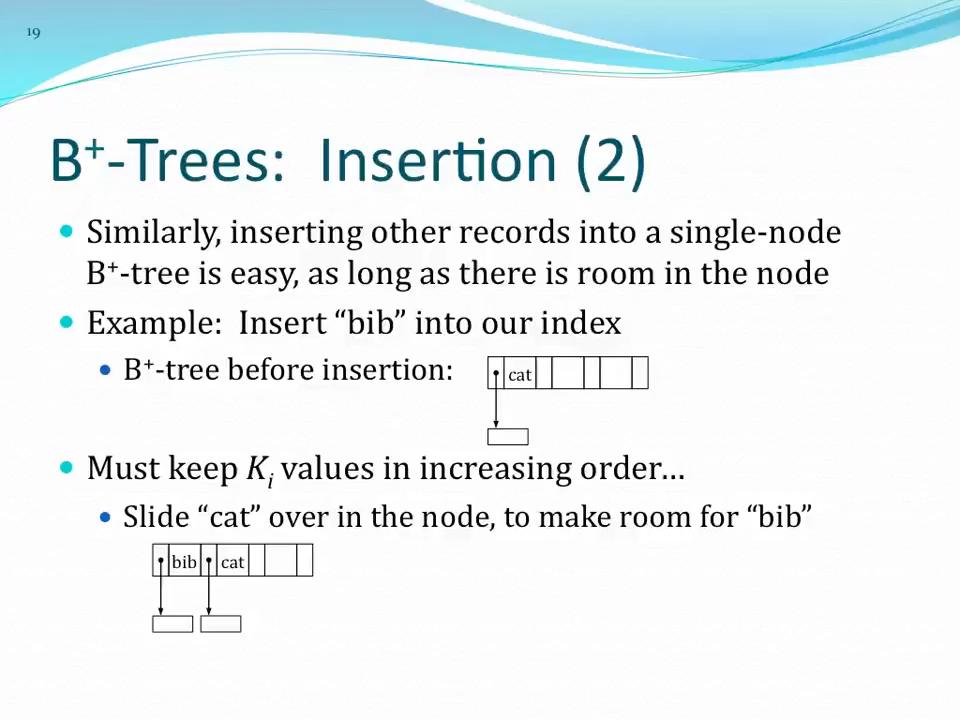 19
B⁺-Trees: Insertion (2)
Similarly, inserting other records into a single-node
B⁺-tree is easy, as long as there is room in the node
Example: Insert “bib” into our index
B⁺-tree before insertion:
cat
Must keep Kᵢ values in increasing order…
Slide “cat” over in the node, to make room for “bib”
bib cat